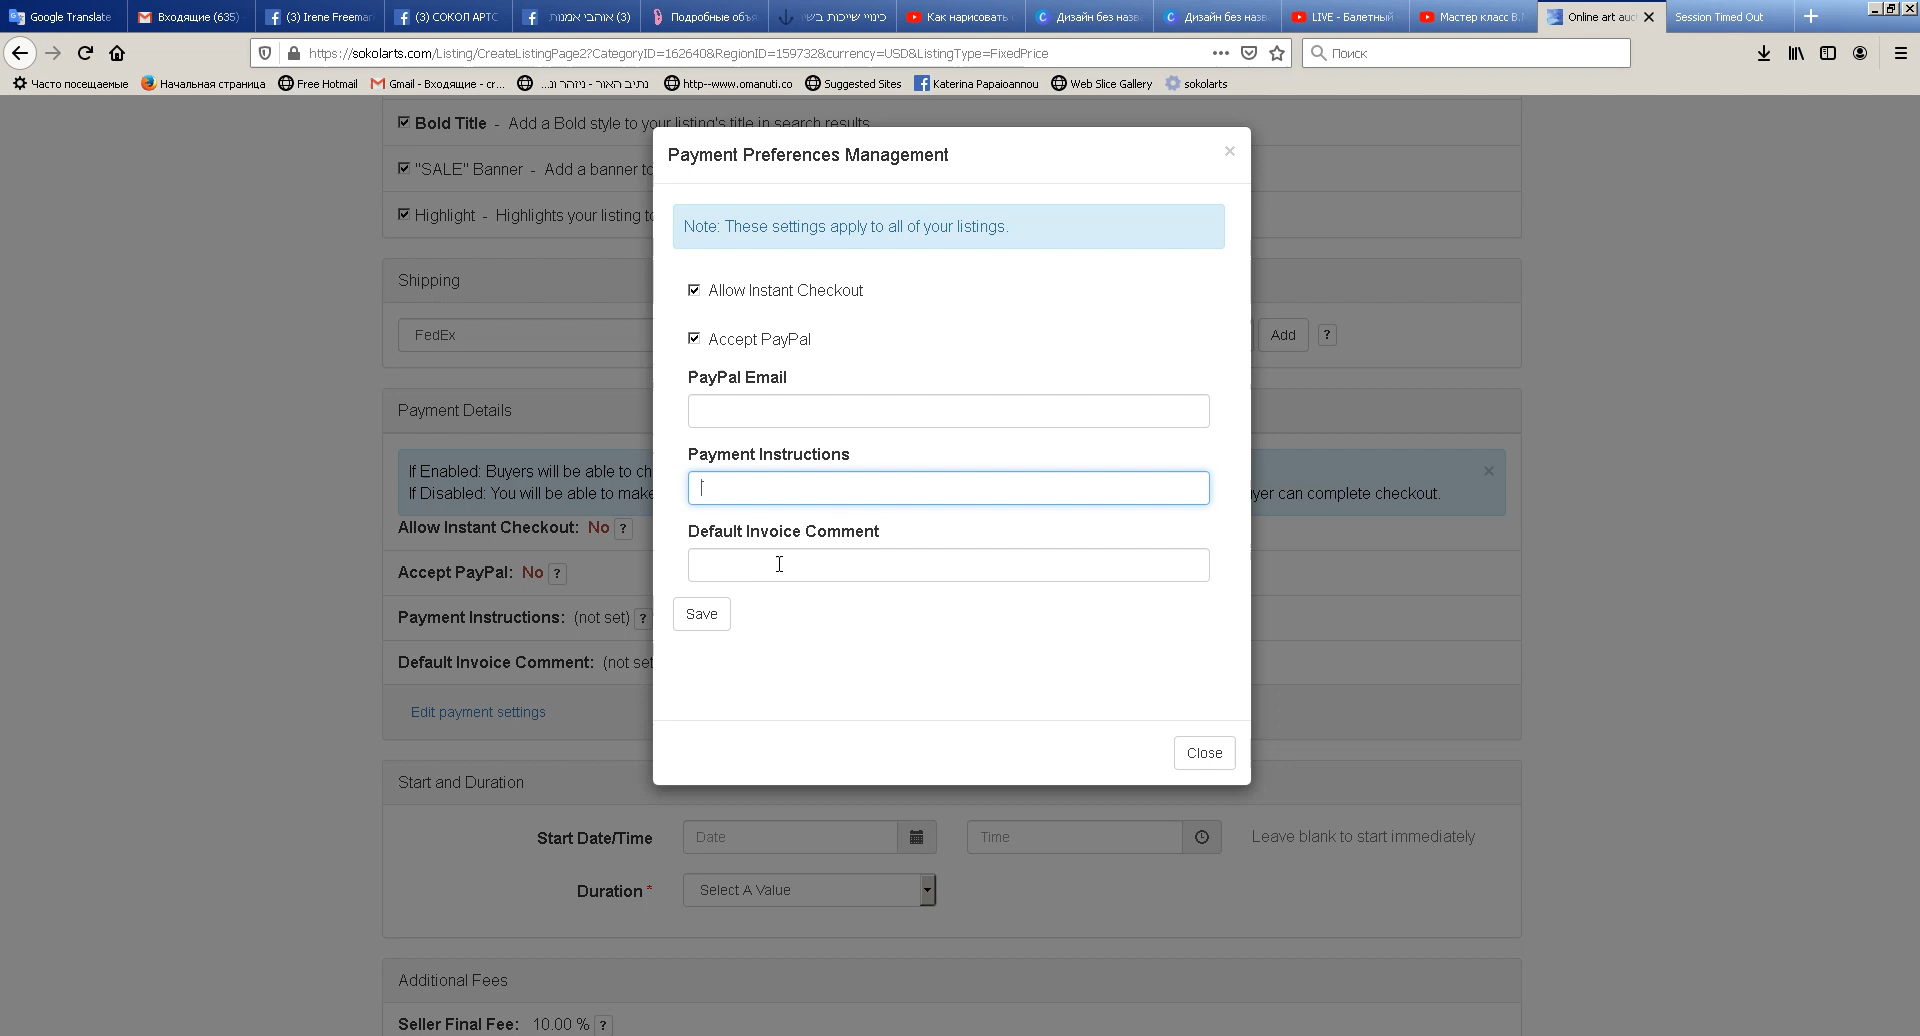 Google Translate
Входящие (635)
(3) Irene Freeman
(3) СОКОЛ АРТС
(3) אוהבי אמנות
Подробные объя
כינויי שייכות בשי
Как нарисовать
Дизайн без назв
Дизайн без назв
LIVE - Балетный
Мастер класс В.
Online art auc
Session Timed Out
https://sokolarts.com/Listing/CreateListingPage2?CategoryID=162640&RegionID=159732&currency=USD&ListingType=FixedPrice
Поиск
Часто посещаемые
Начальная страница
Free Hotmail
Gmail - Входящие - cr...
נתיב האור - ניזהר ונ...
http--www.omanuti.co
Suggested Sites
Katerina Papaioannou
Web Slice Gallery
sokolarts
Bold Title - Add a Bold style to your listing's title in search results
"SALE" Banner - Add a banner to
Highlight - Highlights your listing to
Shipping
FedEx
Add
?
Payment Details
If Enabled: Buyers will be able to ch
If Disabled: You will be able to make
yer can complete checkout.
Allow Instant Checkout: No ?
Accept PayPal: No ?
Payment Instructions: (not set) ?
Default Invoice Comment: (not set
Edit payment settings
Payment Preferences Management
×
Note: These settings apply to all of your listings.
Allow Instant Checkout
Accept PayPal
PayPal Email
Payment Instructions
Default Invoice Comment
Save
Close
Start and Duration
Start Date/Time
Date
Time
Leave blank to start immediately
Duration *
Select A Value
Additional Fees
Seller Final Fee: 10.00 % ?